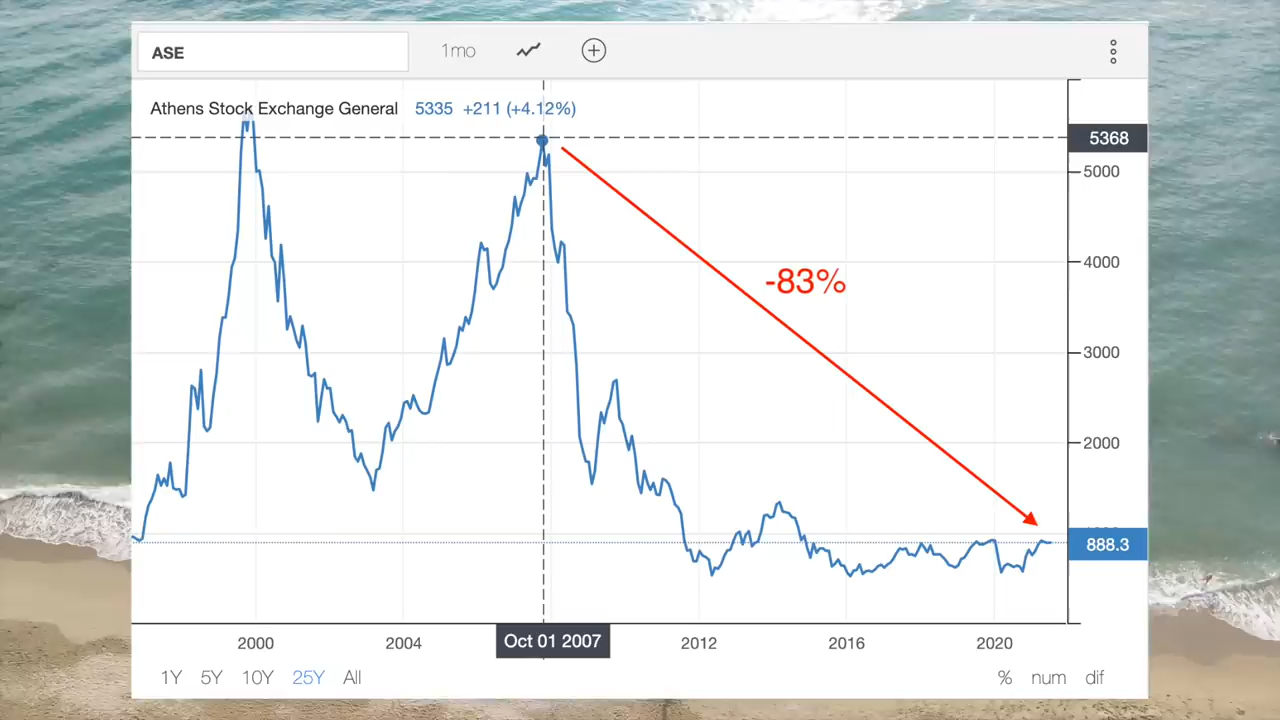 ASE 1mo
Athens Stock Exchange General 5335 +211 (+4.12%)
5368
5000
4000
-83%
3000
2000
888.3
2000 2004 Oct 01 2007 2012 2016 2020
1Y 5Y 10Y 25Y All % num dif